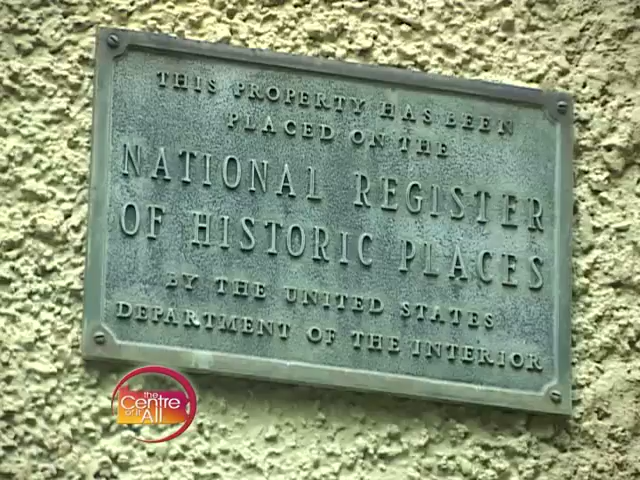 THIS PROPERTY HAS BEEN
PLACED ON THE
NATIONAL REGISTER
OF HISTORIC PLACES
BY THE UNITED STATES
DEPARTMENT OF THE INTERIOR
the
Centre
of it
All